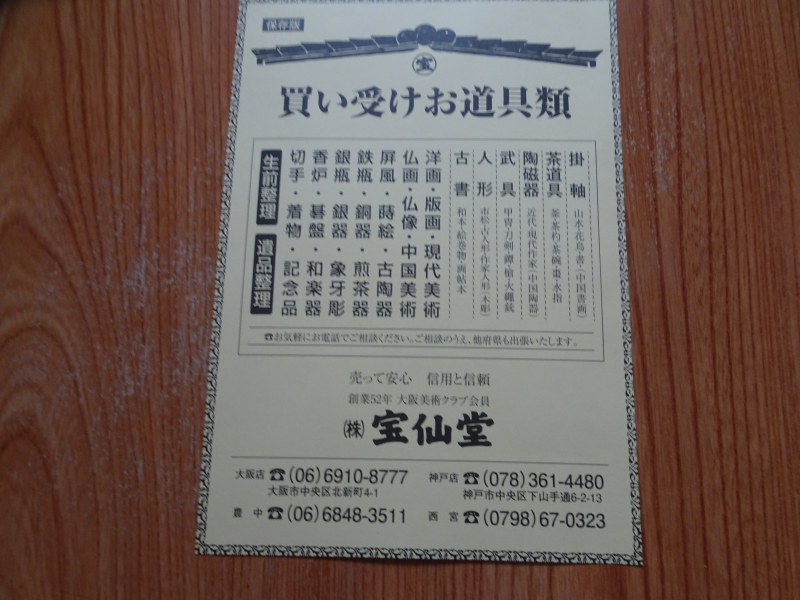 保存版
宝
買い受けお道具類
掛軸 山水・花鳥・書(中国書画)
茶道具 釜・茶杓・茶碗・棗・水指
陶磁器 近代・現代作家(中国陶器)
武具 甲冑・刀剣・鐔・槍・火縄銃
人形 市松・古人形・作家人形(木彫)
古書 和本・絵巻物・画帖本
洋画・版画・現代美術
仏画・仏像・中国美術
屏風・蒔絵・古陶器
鉄瓶・銅器・煎茶器
銀瓶・銀器・象牙彫
香炉・碁盤・和楽器
切手・着物・記念品
生前整理 遺品整理
☎お気軽にお電話でご相談ください。ご相談のうえ、他府県も出張いたします。
売って安心 信用と信頼
創業52年 大阪美術クラブ会員
㈱宝仙堂
大阪店 ☎(06)6910-8777
大阪市中央区北新町4-1
神戸店 ☎(078)361-4480
神戸市中央区下山手通6-2-13
豊中 ☎(06)6848-3511
西宮 ☎(0798)67-0323